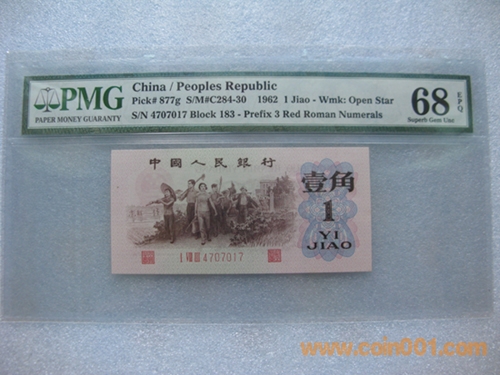 PMG
PAPER MONEY GUARANTY
China / Peoples Republic
Pick# 877g S/M#C284-30 1962 1 Jiao - Wmk: Open Star
S/N 4707017 Block 183 - Prefix 3 Red Roman Numerals
68 EPQ
Superb Gem Unc
中國人民銀行
壹角
1
YI
JIAO
I VIII III 4707017
www.coin001.com